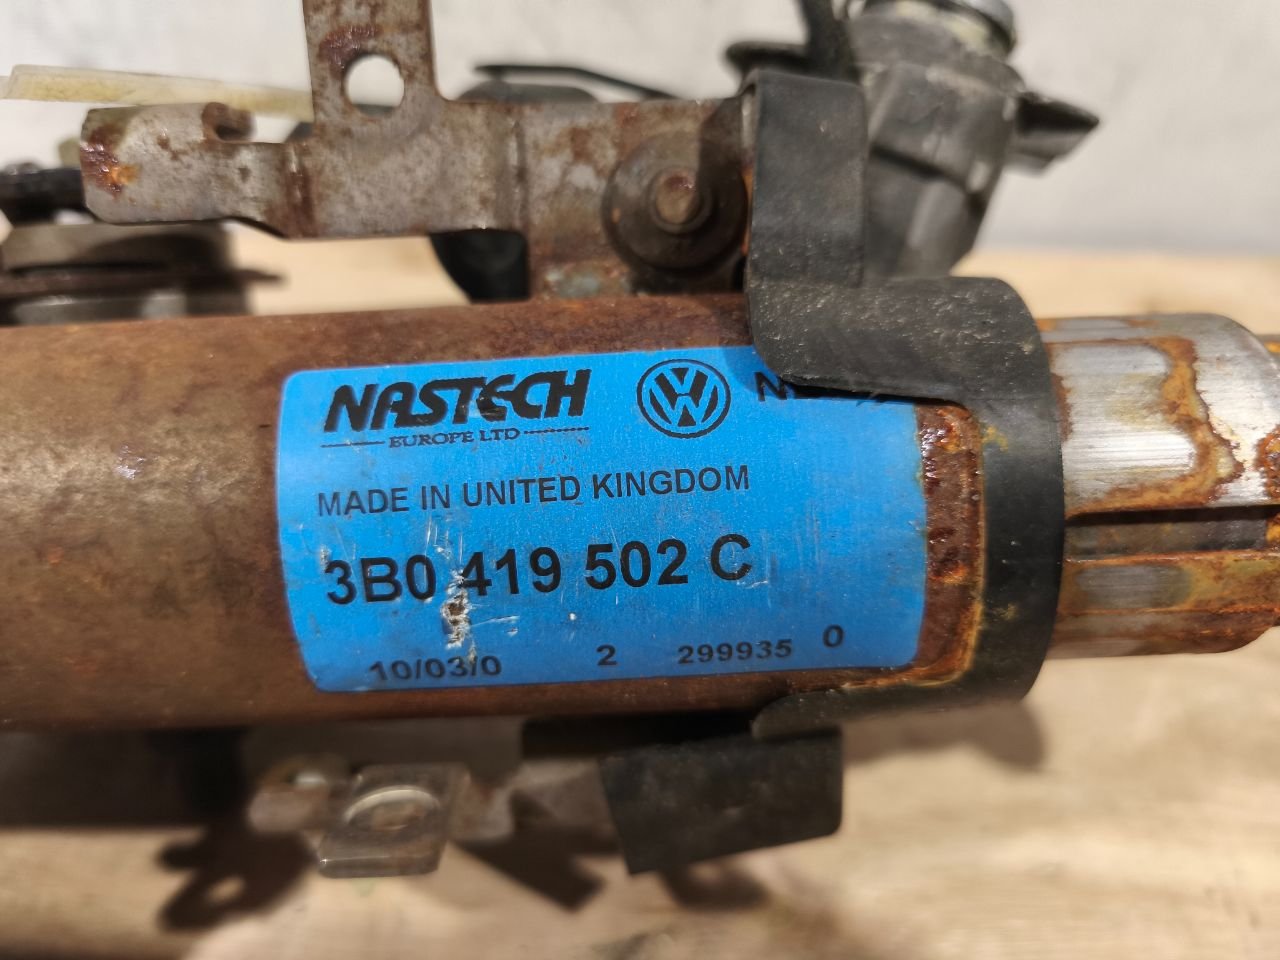 NASTECH
EUROPE LTD
MADE IN UNITED KINGDOM
3B0 419 502 C
10/03/0 2 299935 0